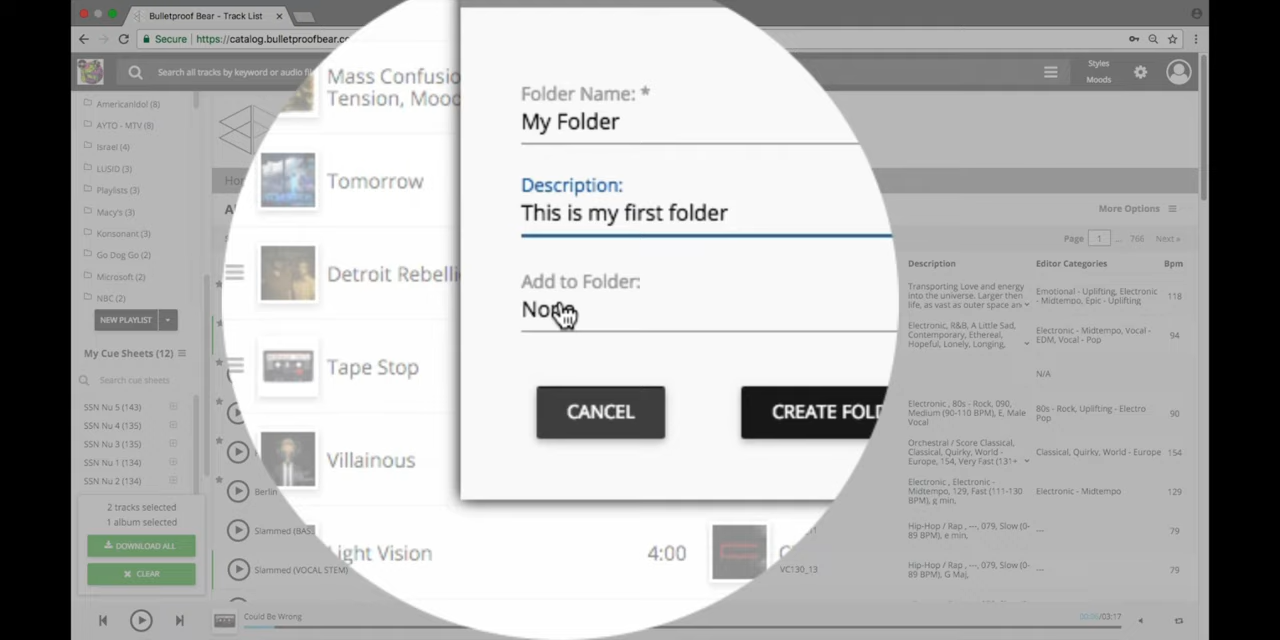 Bulletproof Bear - Track List
Secure
https://catalog.bulletproofbear.co
Search all tracks by keyword or audio fi
Styles
Moods
AmericanIdol (8)
AYTO - MTV (8)
Israel (4)
LUSID (3)
Playlists (3)
Macy's (3)
Konsonant (3)
Go Dog Go (2)
Microsoft (2)
NBC (2)
NEW PLAYLIST
My Cue Sheets (12)
Search cue sheets
SSN Nu 5 (143)
SSN Nu 4 (135)
SSN Nu 3 (135)
SSN Nu 1 (134)
SSN Nu 2 (134)
2 tracks selected
1 album selected
DOWNLOAD ALL
CLEAR
Mass Confusio
Tension, Mood
Tomorrow
Detroit Rebelli
Tape Stop
Villainous
Berlin
Slammed (BAS
Light Vision
4:00
VC130_13
Slammed (VOCAL STEM)
Folder Name: *
My Folder
Description:
This is my first folder
Add to Folder:
None
CANCEL
CREATE FOLD
More Options
Page 1 ... 766 Next »
Description
Editor Categories
Bpm
Transporting Love and energy
into the universe. Larger then
life, as vast as outer space an
Emotional - Uplifting, Electronic
- Midtempo, Epic - Uplifting
118
Electronic, R&B, A Little Sad,
Contemporary, Ethereal,
Hopeful, Lonely, Longing,
Electronic - Midtempo, Vocal -
EDM, Vocal - Pop
94
N/A
Electronic , 80s - Rock, 090,
Medium (90-110 BPM), E, Male
Vocal
80s - Rock, Uplifting - Electro
Pop
90
Orchestral / Score Classical,
Classical, Quirky, World -
Europe, 154, Very Fast (131+
Classical, Quirky, World - Europe
154
Electronic , Electronic -
Midtempo, 129, Fast (111-130
BPM), g min,
Electronic - Midtempo
129
Hip-Hop / Rap , ---, 079, Slow (0-
89 BPM), e min,
---
79
Hip-Hop / Rap , ---, 079, Slow (0-
89 BPM), G Maj,
---
79
Could Be Wrong
00:06/03:17